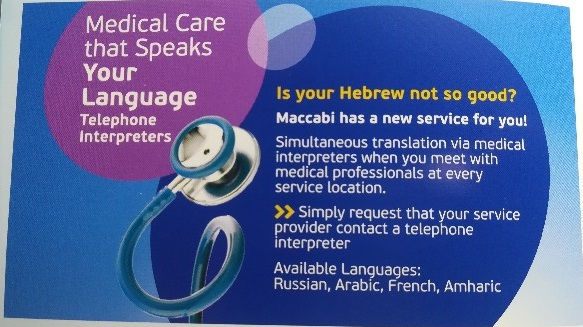 Medical Care
that Speaks
Your
Language
Telephone
Interpreters
Is your Hebrew not so good?
Maccabi has a new service for you!
Simultaneous translation via medical
interpreters when you meet with
medical professionals at every
service location.
>> Simply request that your service
provider contact a telephone
interpreter
Available Languages:
Russian, Arabic, French, Amharic